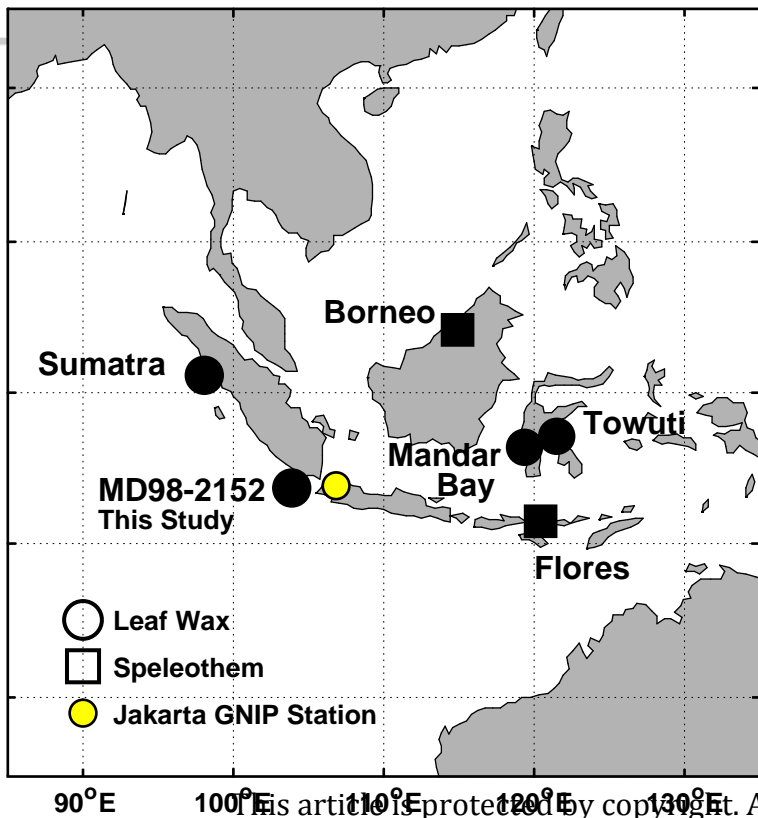 Borneo
Sumatra
Towuti
Mandar
Bay
MD98-2152
This Study
Flores
Leaf Wax
Speleothem
Jakarta GNIP Station
90°E 100°E 110°E 120°E 130°E
This article is protected by copyright. A